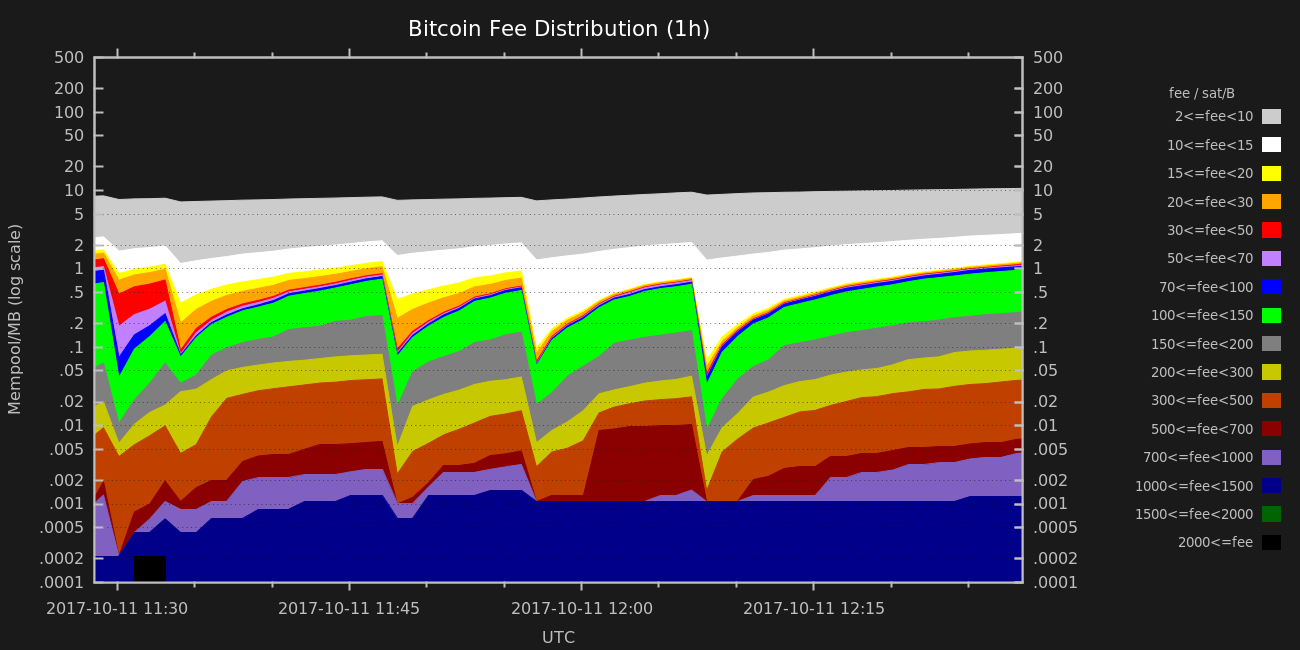 Bitcoin Fee Distribution (1h)
Mempool/MB (log scale)
500
200
100
50
20
10
5
2
1
.5
.2
.1
.05
.02
.01
.005
.002
.001
.0005
.0002
.0001
500
200
100
50
20
10
5
2
1
.5
.2
.1
.05
.02
.01
.005
.002
.001
.0005
.0002
.0001
2017-10-11 11:30
2017-10-11 11:45
2017-10-11 12:00
2017-10-11 12:15
UTC
fee / sat/B
2<=fee<10
10<=fee<15
15<=fee<20
20<=fee<30
30<=fee<50
50<=fee<70
70<=fee<100
100<=fee<150
150<=fee<200
200<=fee<300
300<=fee<500
500<=fee<700
700<=fee<1000
1000<=fee<1500
1500<=fee<2000
2000<=fee